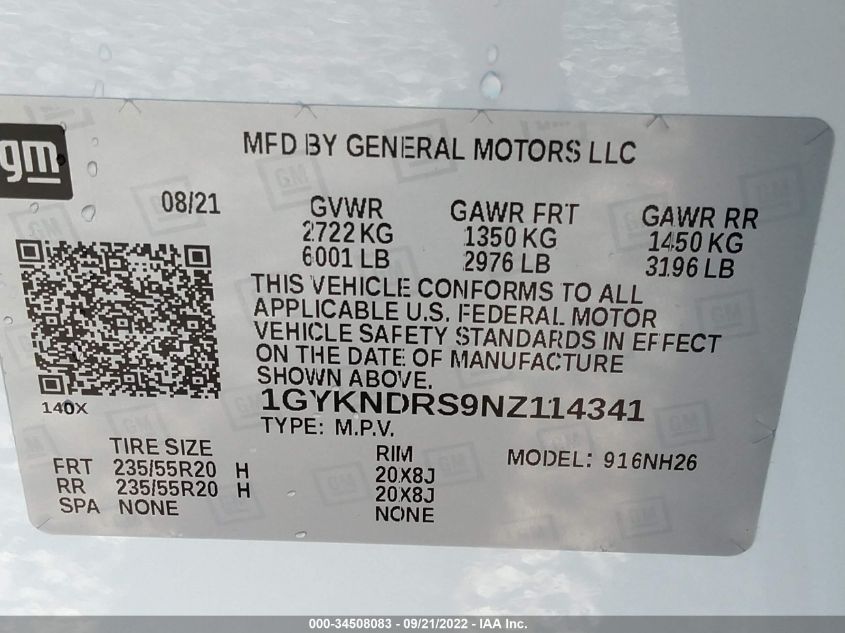 gm
MFD BY GENERAL MOTORS LLC
08/21 GVWR GAWR FRT GAWR RR
2722 KG 1350 KG 1450 KG
6001 LB 2976 LB 3196 LB
THIS VEHICLE CONFORMS TO ALL
APPLICABLE U.S. FEDERAL MOTOR
VEHICLE SAFETY STANDARDS IN EFFECT
ON THE DATE OF MANUFACTURE
SHOWN ABOVE.
140X
1GYKNDRS9NZ114341
TYPE: M.P.V.
TIRE SIZE RIM MODEL: 916NH26
FRT 235/55R20 H 20X8J
RR 235/55R20 H 20X8J
SPA NONE NONE
000-34508083 - 09/21/2022 - IAA Inc.